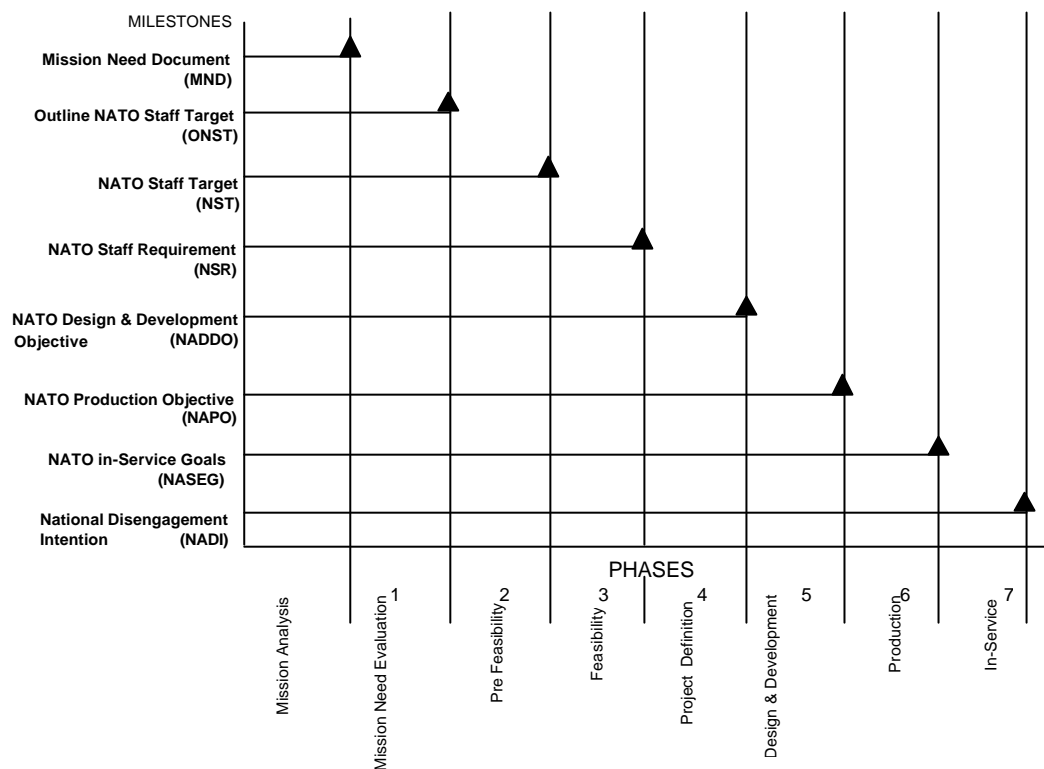 MILESTONES
Mission Need Document
(MND)
Outline NATO Staff Target
(ONST)
NATO Staff Target
(NST)
NATO Staff Requirement
(NSR)
NATO Design & Development
Objective (NADDO)
NATO Production Objective
(NAPO)
NATO in-Service Goals
(NASEG)
National Disengagement
Intention (NADI)
PHASES
Mission Analysis
1
Mission Need Evaluation
2
Pre Feasibility
3
Feasibility
4
Project Definition
5
Design & Development
6
Production
7
In-Service